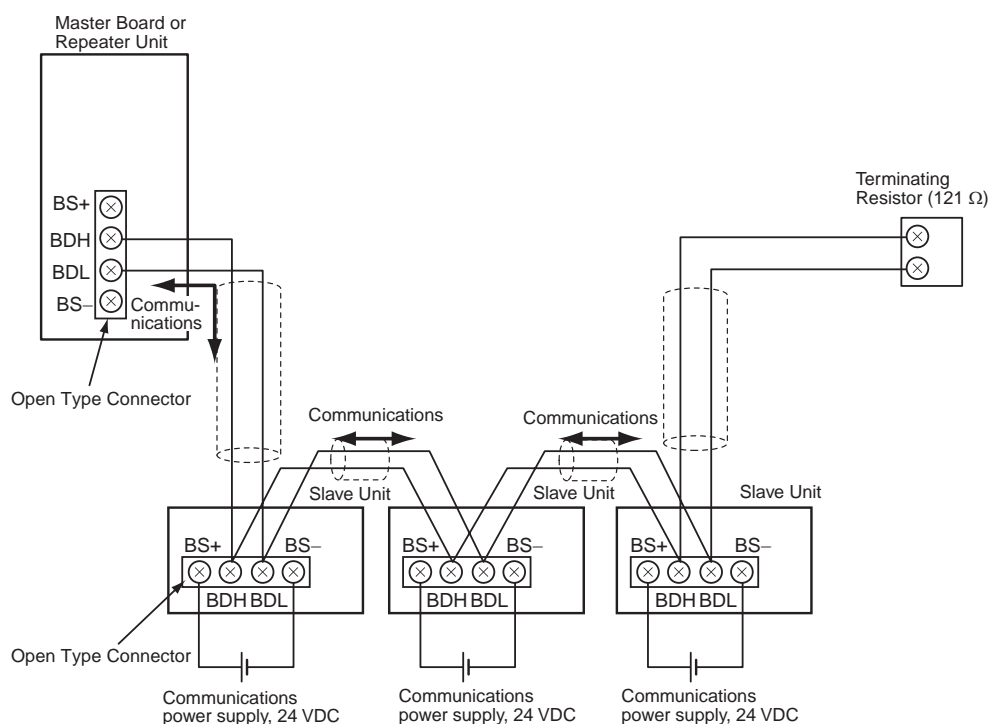 Master Board or
Repeater Unit
BS+
BDH
BDL
BS−
Commu-
nications
Open Type Connector
Terminating
Resistor (121 Ω)
Communications
Communications
Slave Unit
Slave Unit
Slave Unit
BS+
BS−
BS+
BS−
BS+
BS−
BDH BDL
BDH BDL
BDH BDL
Open Type Connector
Communications
power supply, 24 VDC
Communications
power supply, 24 VDC
Communications
power supply, 24 VDC